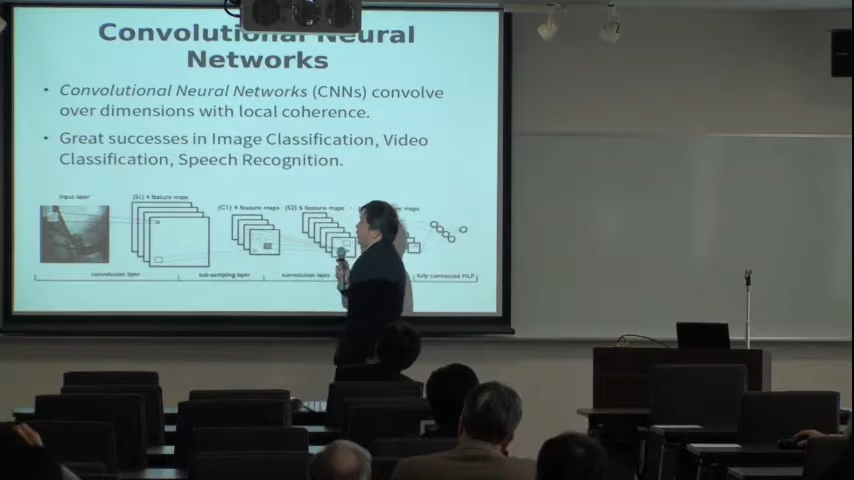 Convolutional Neural
Networks
• Convolutional Neural Networks (CNNs) convolve
over dimensions with local coherence.
• Great successes in Image Classification, Video
Classification, Speech Recognition.
input layer
(S1) 4 feature maps
(C1) 4 feature maps
(S2) 6 feature maps
maps
convolution layer
sub-sampling layer
convolution layer
fully connected MLP